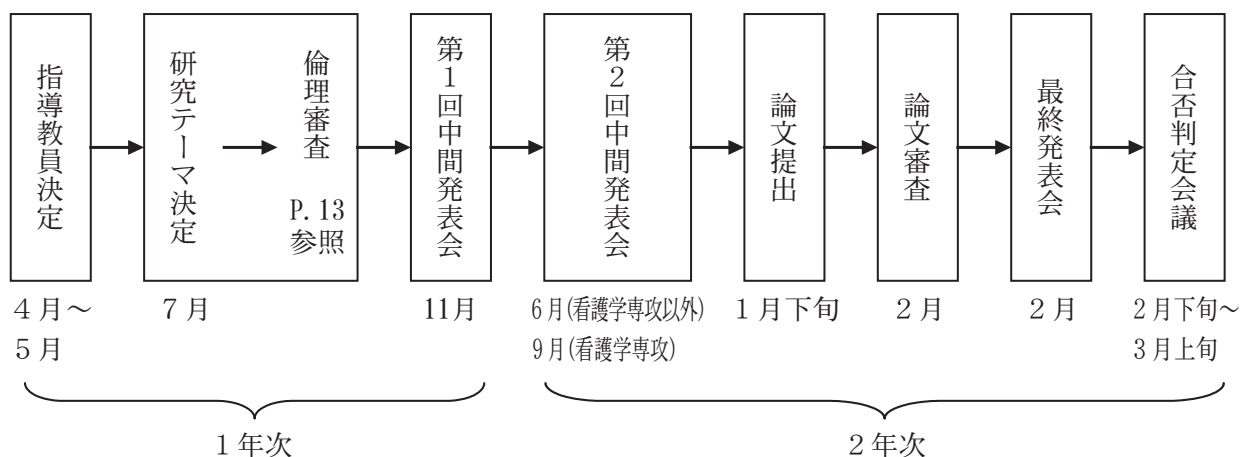 指導教員決定
研究テーマ決定
倫理審査
P.13
参照
第1回中間発表会
第2回中間発表会
論文提出
論文審査
最終発表会
合否判定会議
4月～
5月
7月
11月
6月(看護学専攻以外)
9月(看護学専攻)
1月下旬
2月
2月
2月下旬～
3月上旬
1年次
2年次